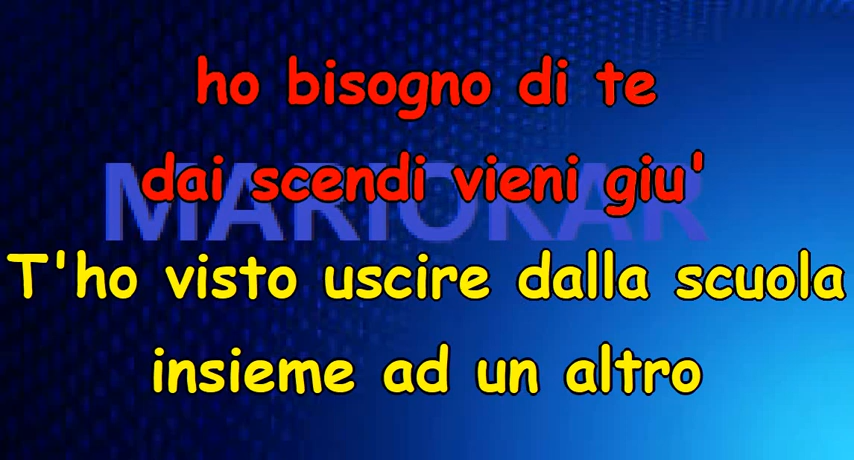 ho bisogno di te
dai scendi vieni giu'
MARIOKAR
T'ho visto uscire dalla scuola
insieme ad un altro